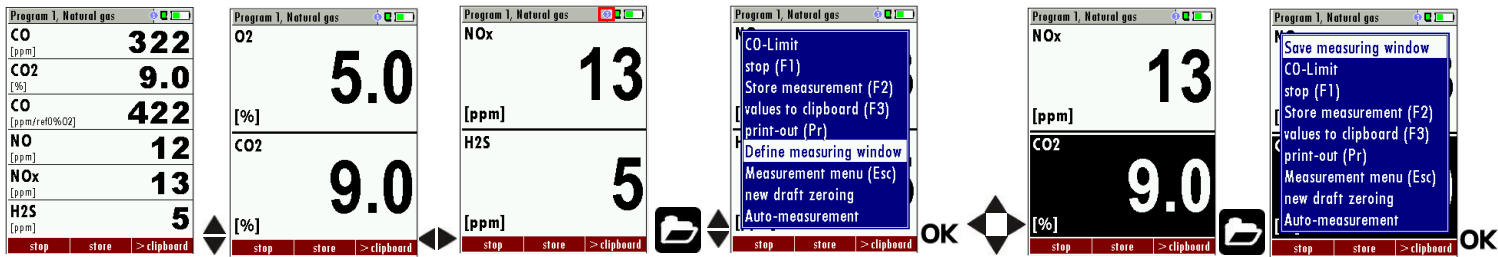 Program 1, Natural gas
CO
[ppm]
322
CO2
[%]
9.0
CO
[ppm/ref0%O2]
422
NO
[ppm]
12
NOx
[ppm]
13
H2S
[ppm]
5
stop store >clipboard
Program 1, Natural gas
O2
5.0
[%]
CO2
9.0
[%]
stop store >clipboard
Program 1, Natural gas
NOx
13
[ppm]
H2S
5
[ppm]
stop store >clipboard
Program 1, Natural gas
CO-Limit
stop (F1)
Store measurement (F2)
values to clipboard (F3)
print-out (Pr)
Define measuring window
Measurement menu (Esc)
new draft zeroing
Auto-measurement
stop store >clipboard
OK
Program 1, Natural gas
NOx
13
[ppm]
CO2
9.0
[%]
stop store >clipboard
Program 1, Natural gas
Save measuring window
CO-Limit
stop (F1)
Store measurement (F2)
values to clipboard (F3)
print-out (Pr)
Measurement menu (Esc)
new draft zeroing
Auto-measurement
stop store >clipboard
OK